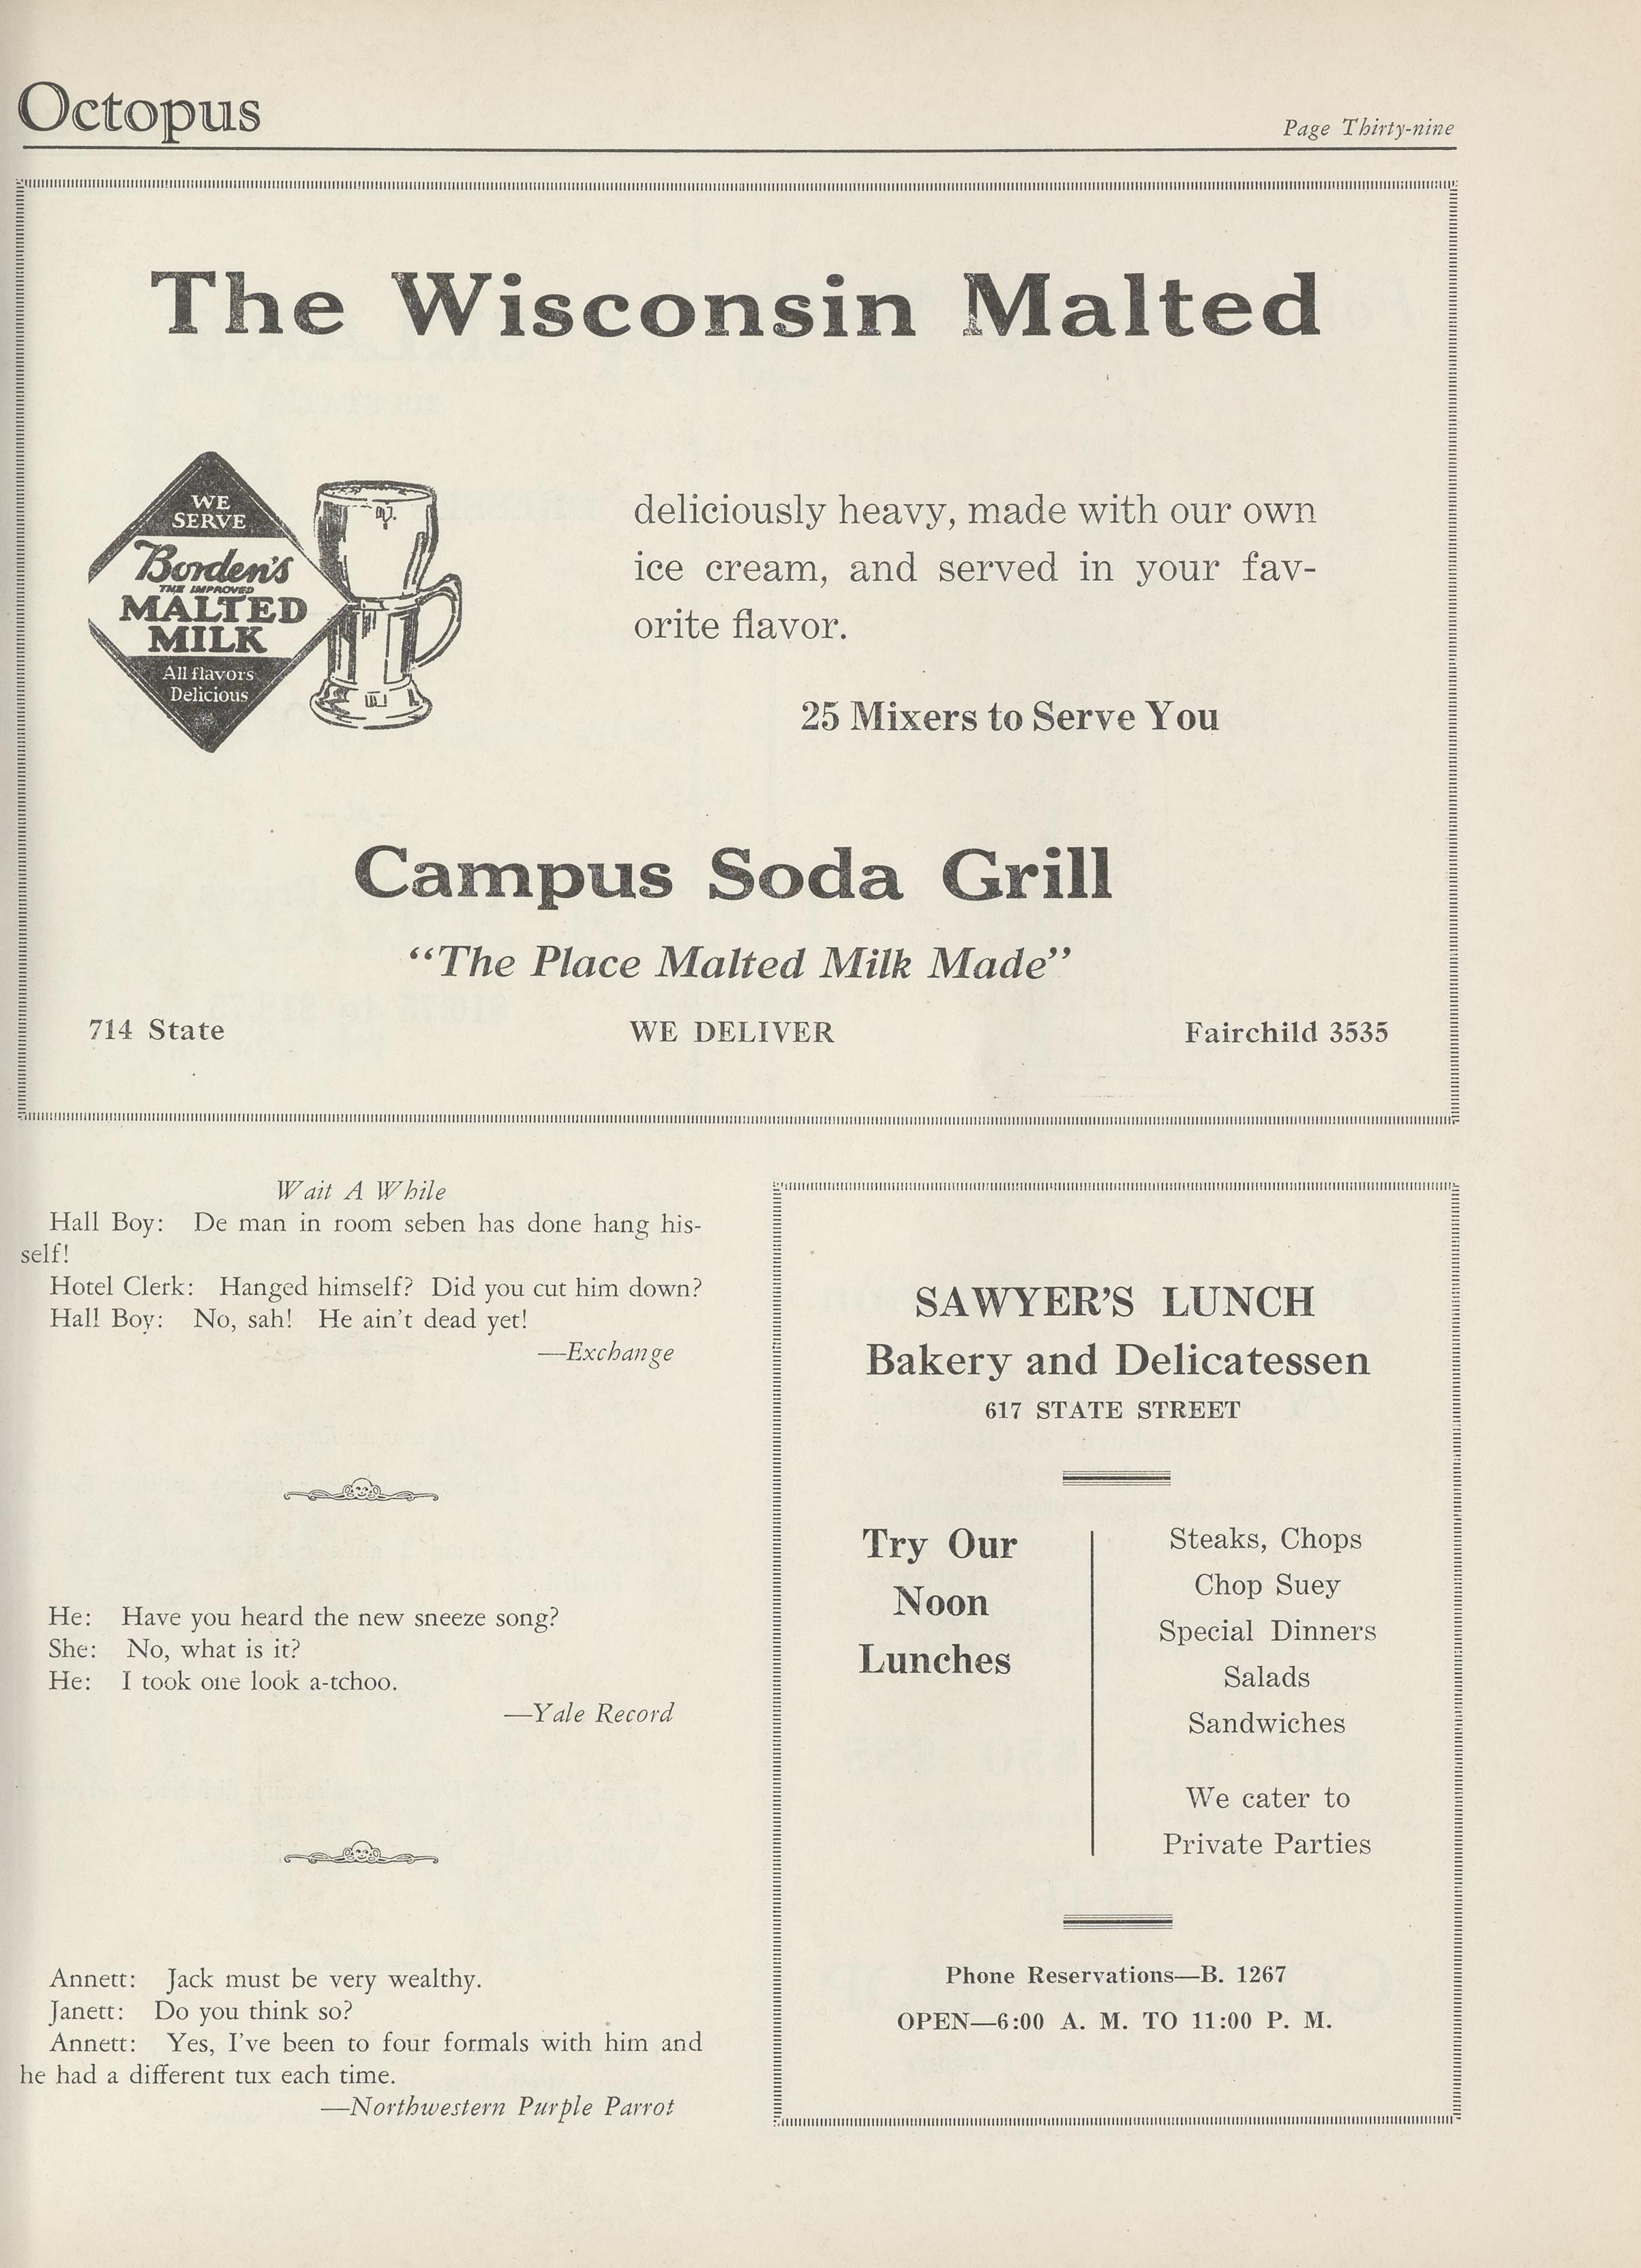 Octopus
Page Thirty-nine
The Wisconsin Malted
WE
SERVE
Borden's
THE IMPROVED
MALTED
MILK
All flavors
Delicious
deliciously heavy, made with our own
ice cream, and served in your fav-
orite flavor.
25 Mixers to Serve You
Campus Soda Grill
“The Place Malted Milk Made”
714 State
WE DELIVER
Fairchild 3535
Wait A While
Hall Boy: De man in room seben has done hang his-
self!
Hotel Clerk: Hanged himself? Did you cut him down?
Hall Boy: No, sah! He ain't dead yet!
—Exchange
He: Have you heard the new sneeze song?
She: No, what is it?
He: I took one look a-tchoo.
—Yale Record
Annett: Jack must be very wealthy.
Janett: Do you think so?
Annett: Yes, I've been to four formals with him and
he had a different tux each time.
—Northwestern Purple Parrot
SAWYER'S LUNCH
Bakery and Delicatessen
617 STATE STREET
Try Our
Noon
Lunches
Steaks, Chops
Chop Suey
Special Dinners
Salads
Sandwiches
We cater to
Private Parties
Phone Reservations—B. 1267
OPEN—6:00 A. M. TO 11:00 P. M.